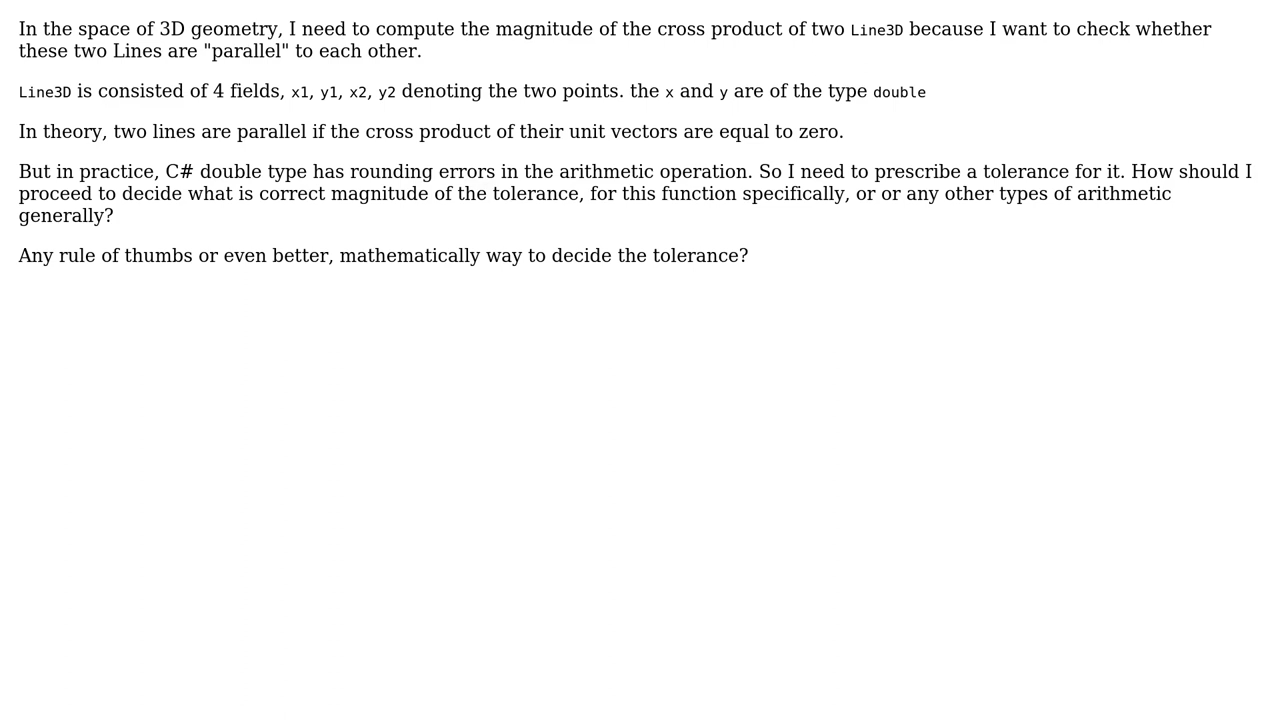 In the space of 3D geometry, I need to compute the magnitude of the cross product of two Line3D because I want to check whether
these two Lines are "parallel" to each other.
Line3D is consisted of 4 fields, x1, y1, x2, y2 denoting the two points. the x and y are of the type double
In theory, two lines are parallel if the cross product of their unit vectors are equal to zero.
But in practice, C# double type has rounding errors in the arithmetic operation. So I need to prescribe a tolerance for it. How should I
proceed to decide what is correct magnitude of the tolerance, for this function specifically, or or any other types of arithmetic
generally?
Any rule of thumbs or even better, mathematically way to decide the tolerance?